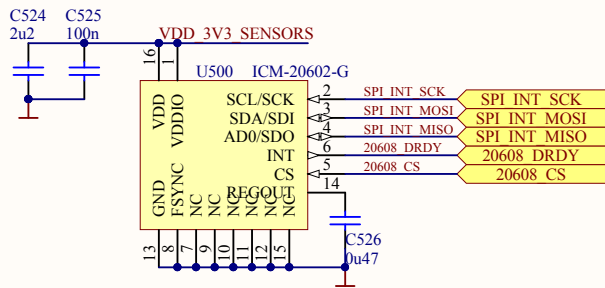 C524
2u2
C525
100n
VDD_3V3_SENSORS
16
1
U500 ICM-20602-G
VDD
VDDIO
SCL/SCK 2 SPI_INT_SCK SPI_INT_SCK
SDA/SDI 3 SPI_INT_MOSI SPI_INT_MOSI
AD0/SDO 4 SPI_INT_MISO SPI_INT_MISO
INT 6 20608_DRDY 20608_DRDY
CS 5 20608_CS 20608_CS
REGOUT 14
GND
FSYNC
NC
NC
NC
NC
NC
NC
13
8
7
9
10
11
12
15
C526
0u47